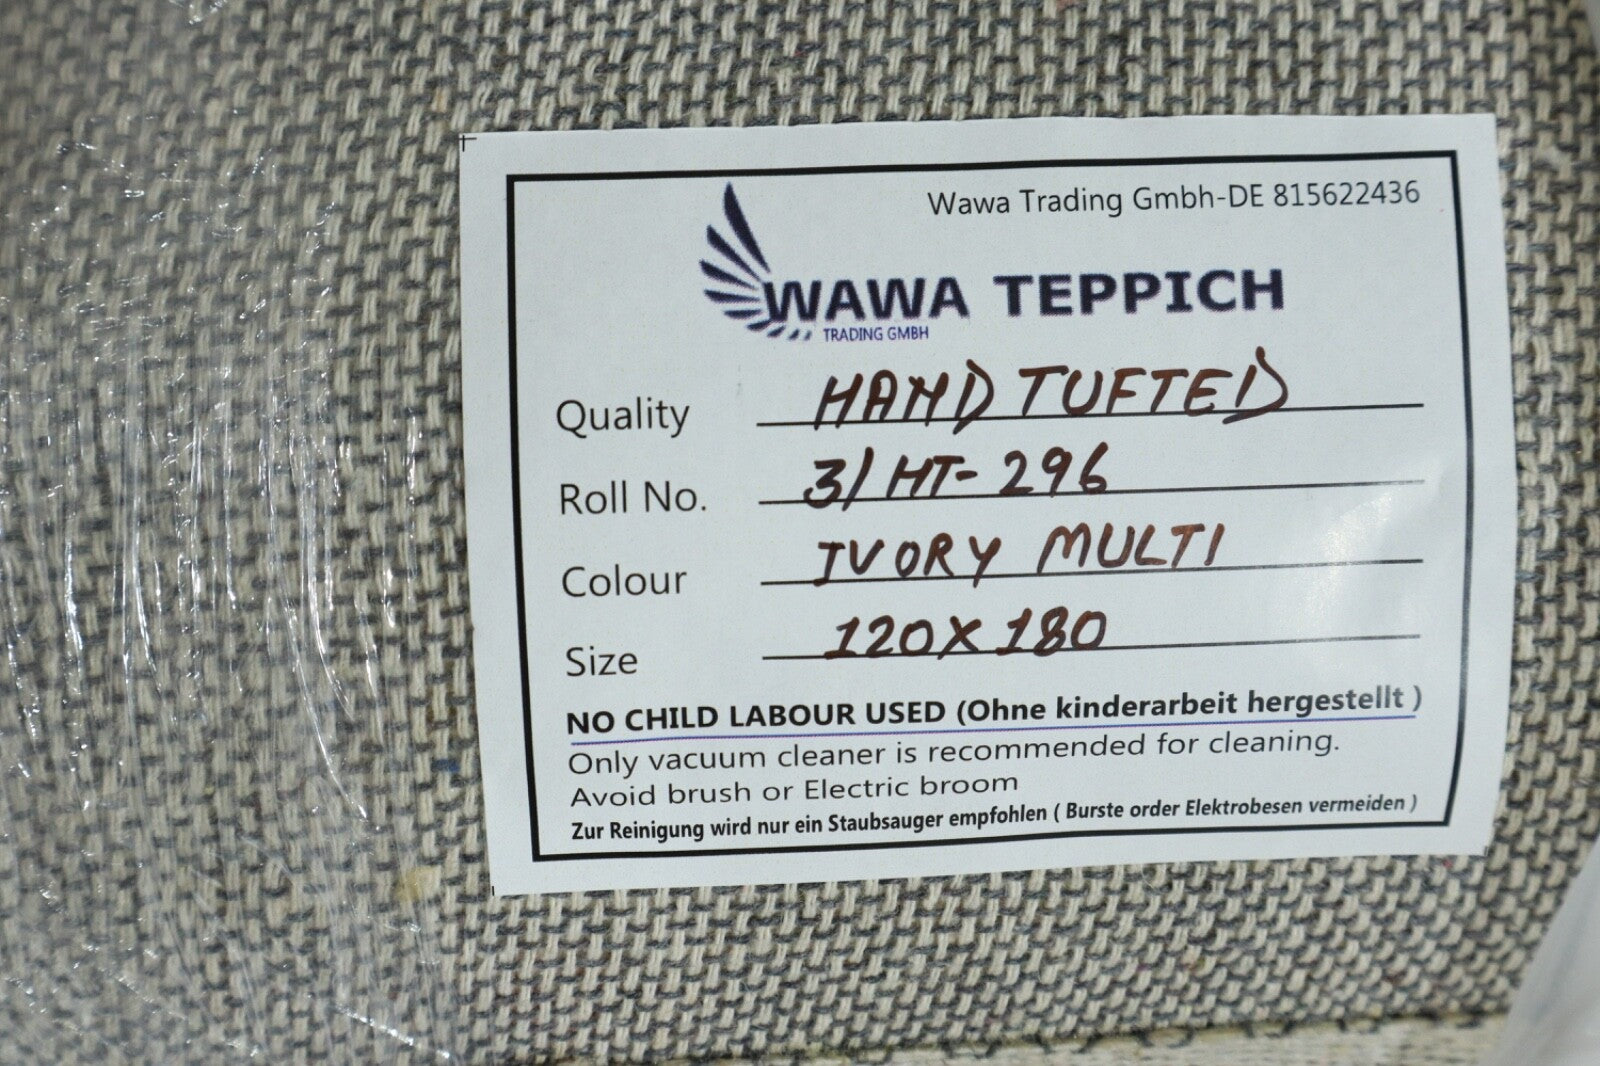 Wawa Trading Gmbh-DE 815622436
WAWA TEPPICH
TRADING GMBH
Quality HAND TUFTED
Roll No. 3/HT-296
Colour IVORY MULTI
Size 120X180
NO CHILD LABOUR USED (Ohne kinderarbeit hergestellt )
Only vacuum cleaner is recommended for cleaning.
Avoid brush or Electric broom
Zur Reinigung wird nur ein Staubsauger empfohlen ( Burste order Elektrobesen vermeiden )